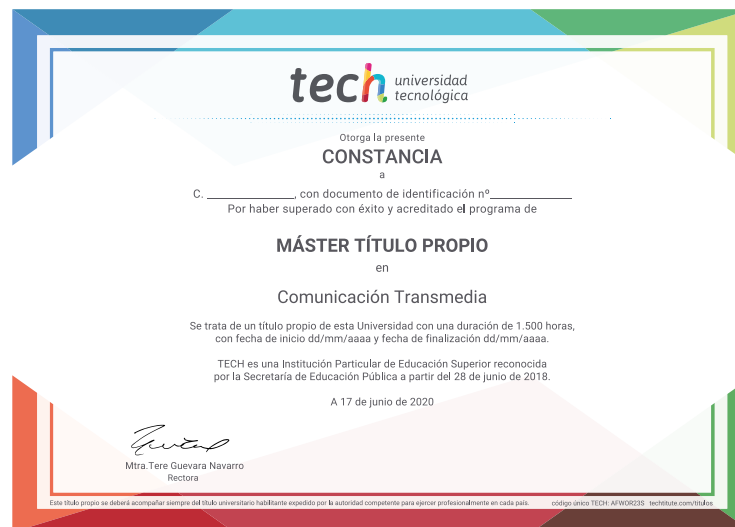 tech universidad
tecnológica
Otorga la presente
CONSTANCIA
a
C. ______________, con documento de identificación nº______________
Por haber superado con éxito y acreditado el programa de
MÁSTER TÍTULO PROPIO
en
Comunicación Transmedia
Se trata de un título propio de esta Universidad con una duración de 1.500 horas,
con fecha de inicio dd/mm/aaaa y fecha de finalización dd/mm/aaaa.
TECH es una Institución Particular de Educación Superior reconocida
por la Secretaría de Educación Pública a partir del 28 de junio de 2018.
A 17 de junio de 2020
Mtra.Tere Guevara Navarro
Rectora
Este título propio se deberá acompañar siempre del título universitario habilitante expedido por la autoridad competente para ejercer profesionalmente en cada país. código único TECH: AFWOR23S techtitute.com/títulos